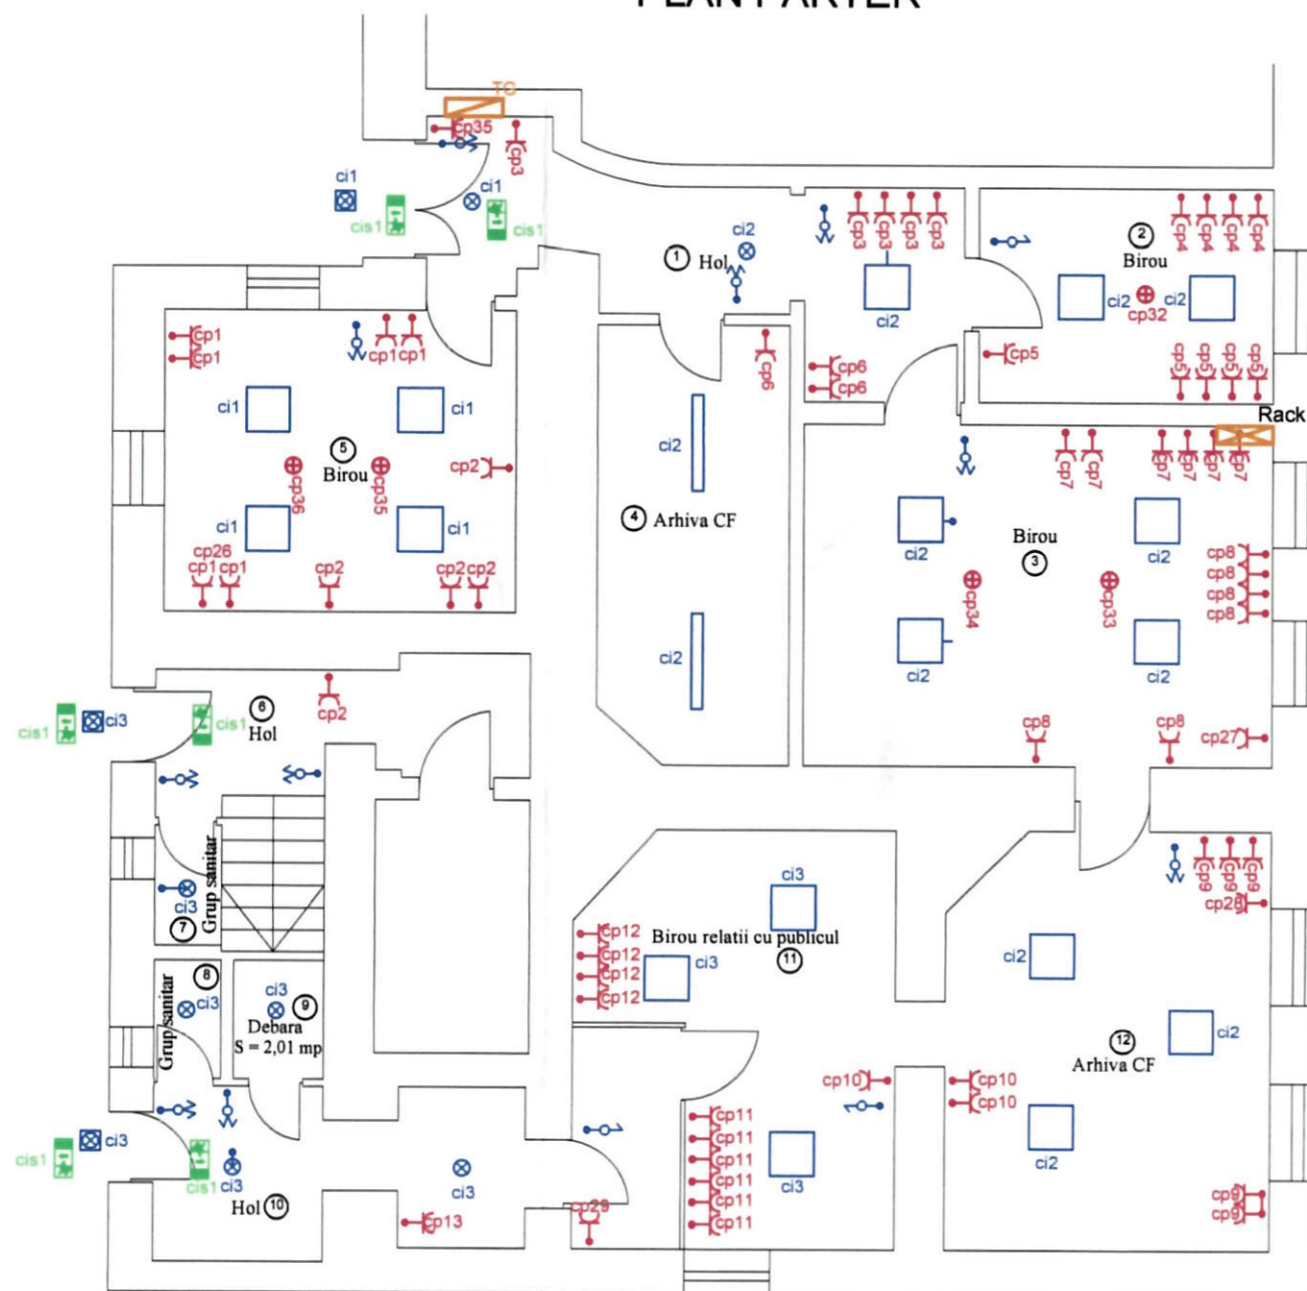 PLAN PARTER
TG
cp35
cp3
ci1
ci1
cis1
cis1
ci2
1
Hol
cp3
cp3
cp3
cp3
ci2
2
Birou
cp4
cp4
cp4
cp4
ci2
ci2
cp32
cp5
cp5
cp5
cp5
cp5
cp1
cp1
cp1
cp1
cp6
cp6
cp6
Rack
ci1
ci1
5
Birou
cp2
cp36
cp35
ci1
ci1
cp26
cp1
cp1
cp2
cp2
cp2
ci2
4
Arhiva CF
ci2
cp7
cp7
cp7
cp7
cp7
cp7
ci2
ci2
Birou
3
cp8
cp8
cp8
cp8
cp34
cp33
ci2
ci2
cp8
cp8
cp27
cis1
ci3
cis1
6
Hol
cp2
Grup sanitar
ci3
7
8
ci3
Grup sanitar
ci3
9
Debara
S = 2,01 mp
cis1
ci3
cis1
ci3
Hol
10
ci3
cp13
cp29
ci3
Birou relatii cu publicul
11
ci3
cp12
cp12
cp12
cp12
cp10
cp11
cp11
cp11
cp11
cp11
cp11
ci3
cp9
cp9
cp9
cp28
ci2
ci2
12
Arhiva CF
cp10
cp10
ci2
cp9
cp9